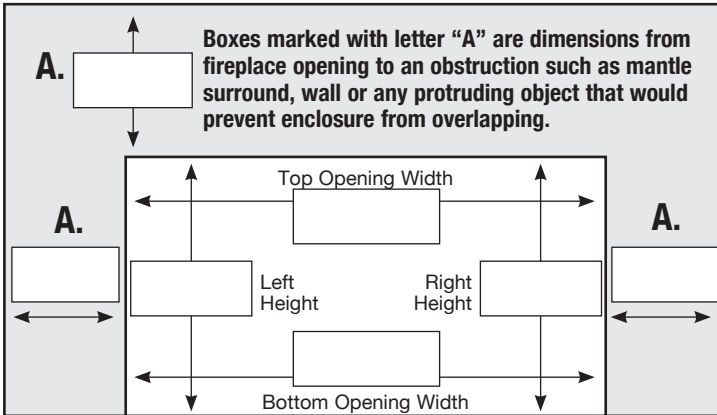 A.
Boxes marked with letter “A” are dimensions from
fireplace opening to an obstruction such as mantle
surround, wall or any protruding object that would
prevent enclosure from overlapping.
Top Opening Width
A.
A.
Left
Height
Right
Height
Bottom Opening Width